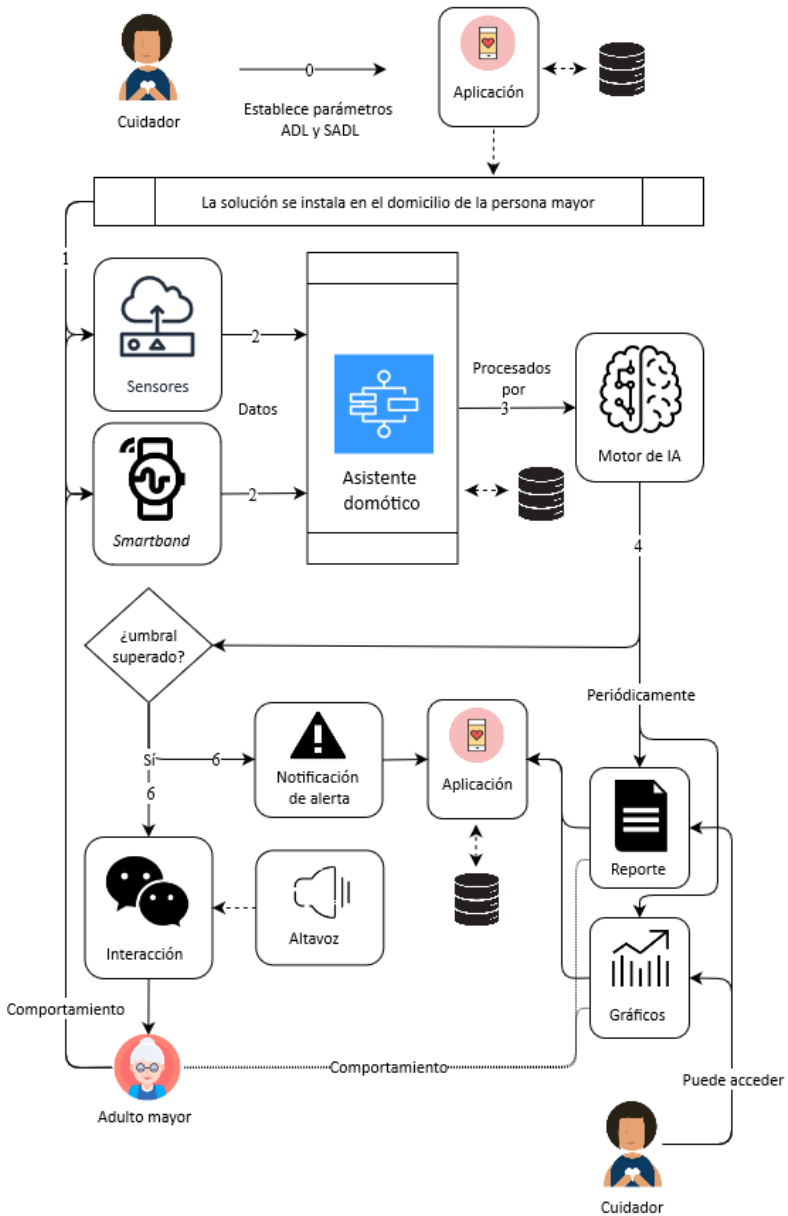 Cuidador
0
Establece parámetros
ADL y SADL
Aplicación
La solución se instala en el domicilio de la persona mayor
1
Sensores
2
Datos
Smartband
2
Asistente
domótico
Procesados
por
3
Motor de IA
4
¿umbral
superado?
Periódicamente
Sí
6
6
Notificación
de alerta
Aplicación
Reporte
Interacción
Altavoz
Gráficos
Comportamiento
Comportamiento
Adulto mayor
Puede acceder
Cuidador